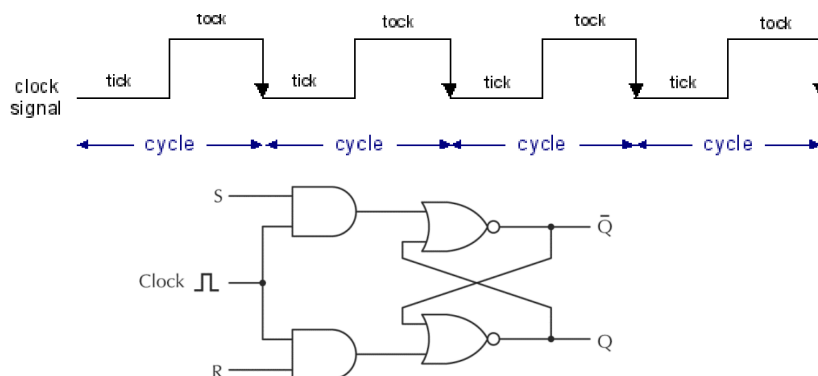 tock tock tock tock
tick tick tick tick
clock
signal
cycle cycle cycle cycle
S
Q̄
Clock
Q
R